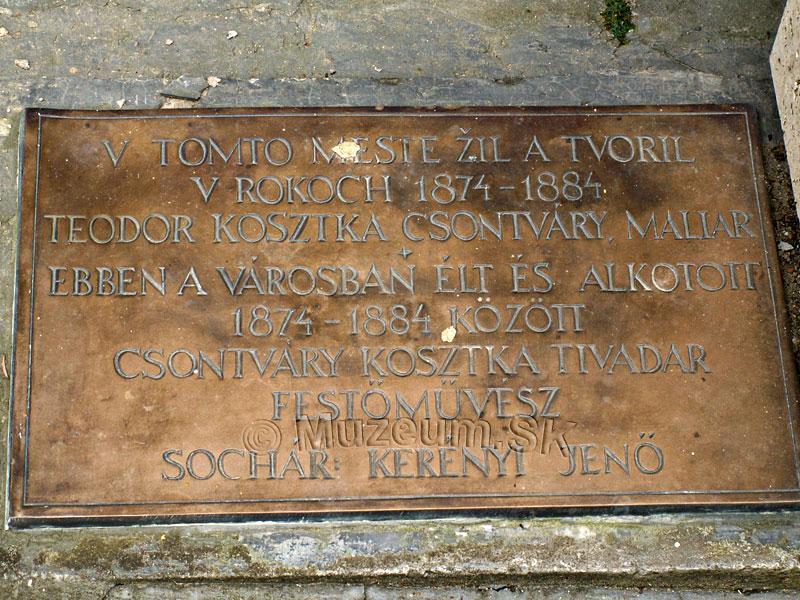 V TOMTO MESTE ŽIL A TVORIL
V ROKOCH 1874-1884
TEODOR KOSZTKA CSONTVÁRY, MALIAR
+
EBBEN A VÁROSBAN ÉLT ÉS ALKOTOTT
1874-1884 KÖZÖTT
CSONTVÁRY KOSZTKA TIVADAR
FESTŐMŰVÉSZ
© Muzeum.Sk
SOCHÁR: KERÉNYI JENŐ